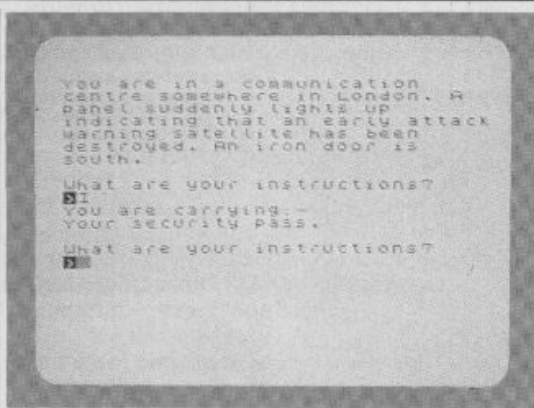 You are in a communication
centre somewhere in London. A
panel suddenly lights up
indicating that an early attack
warning satellite has been
destroyed. An iron door is
south.
What are your instructions?
>I
You are carrying:-
Your security pass.
What are your instructions?
>